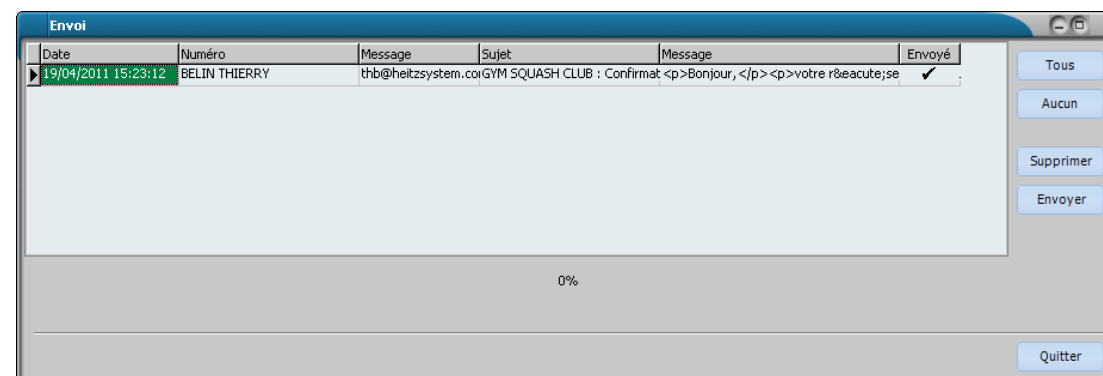 Envoi
Date Numéro Message Sujet Message Envoyé
19/04/2011 15:23:12 BELIN THIERRY thb@heitzsystem.co GYM SQUASH CLUB : Confirmat <p>Bonjour, </p><p>votre r&eacute;se
Tous
Aucun
Supprimer
Envoyer
0%
Quitter